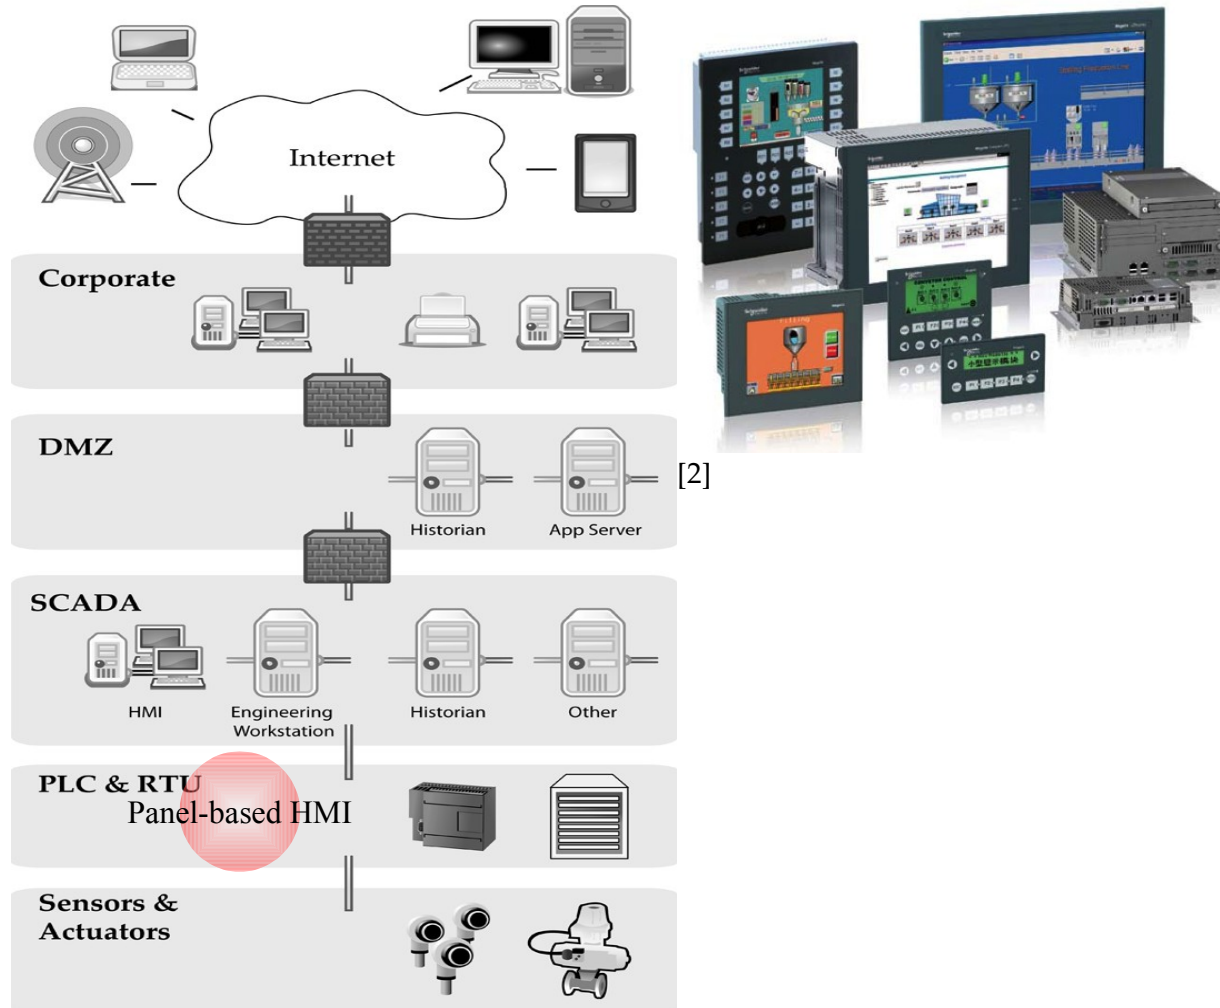 Internet
Corporate
DMZ
Historian
App Server
[2]
SCADA
HMI
Engineering
Workstation
Historian
Other
PLC & RTU
Panel-based HMI
Sensors &
Actuators